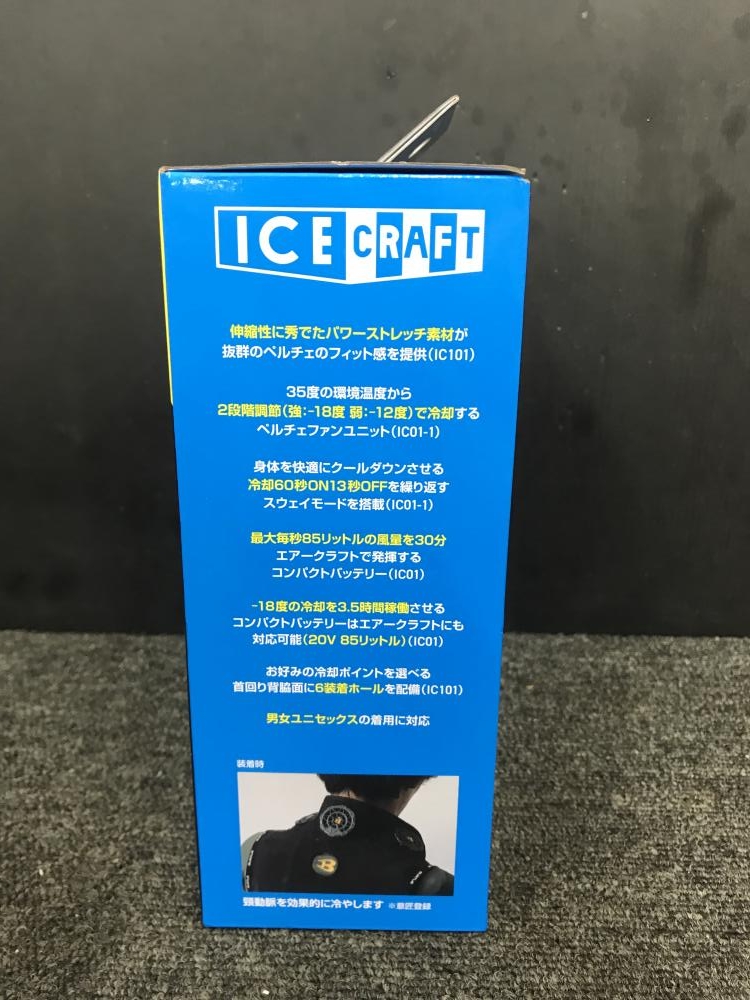 ICE CRAFT
伸縮性に秀でたパワーストレッチ素材が
抜群のペルチェのフィット感を提供(IC101)
35度の環境温度から
2段階調節(強:-18度 弱:-12度)で冷却する
ペルチェファンユニット(IC01-1)
身体を快適にクールダウンさせる
冷却60秒ON13秒OFFを繰り返す
スウェイモードを搭載(IC01-1)
最大毎秒85リットルの風量を30分
エアークラフトで発揮する
コンパクトバッテリー(IC01)
-18度の冷却を3.5時間稼働させる
コンパクトバッテリーはエアークラフトにも
対応可能(20V 85リットル)(IC01)
お好みの冷却ポイントを選べる
首回り背脇面に6装着ホールを配備(IC101)
男女ユニセックスの着用に対応
装着時
B
頸動脈を効果的に冷やします ※意匠登録